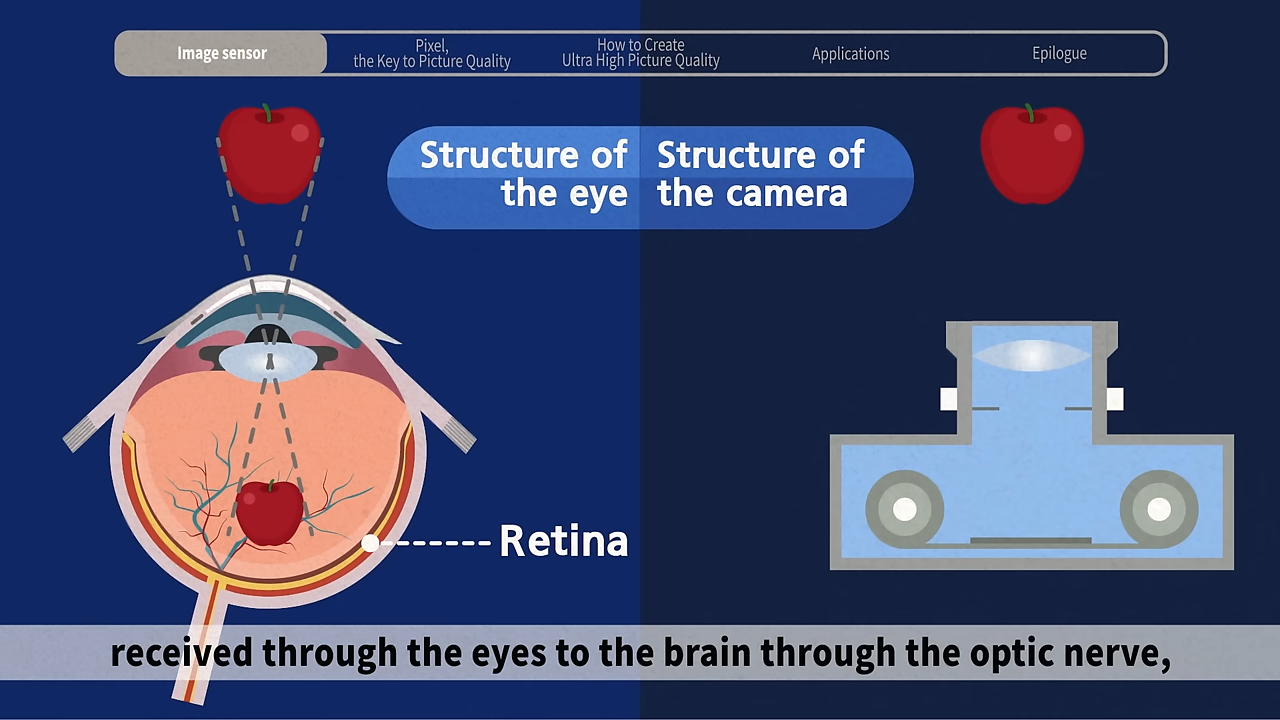 Image sensor
Pixel,
the Key to Picture Quality
How to Create
Ultra High Picture Quality
Applications
Epilogue
Structure of
the eye
Structure of
the camera
Retina
received through the eyes to the brain through the optic nerve,